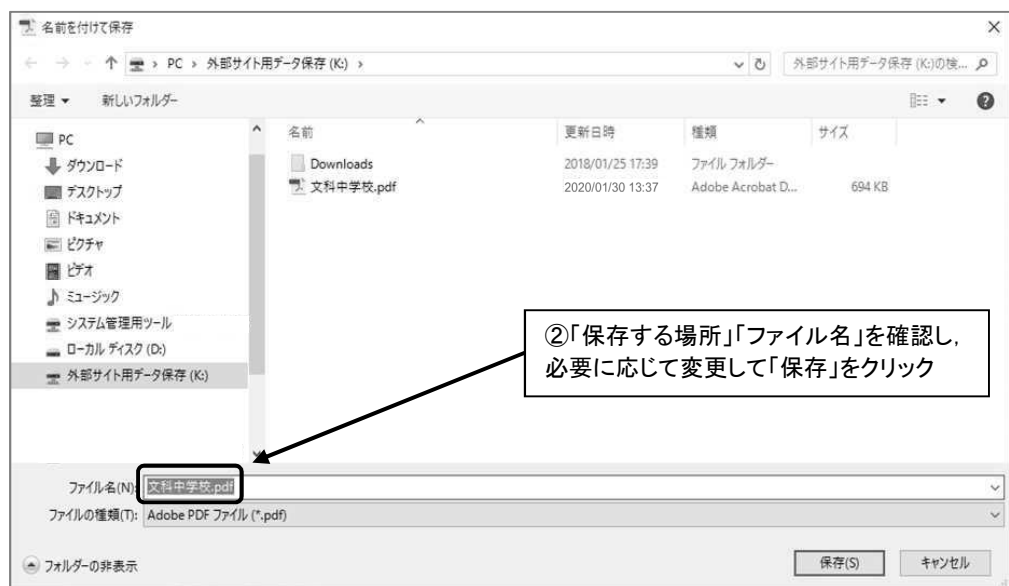 名前を付けて保存
PC › 外部サイト用データ保存 (K:) ›
外部サイト用データ保存 (K:)の検...
整理 新しいフォルダー
名前 更新日時 種類 サイズ
Downloads 2018/01/25 17:39 ファイル フォルダー
文科中学校.pdf 2020/01/30 13:37 Adobe Acrobat D... 694 KB
PC
ダウンロード
デスクトップ
ドキュメント
ピクチャ
ビデオ
ミュージック
システム管理用ツール
ローカル ディスク (D:)
外部サイト用データ保存 (K:)
②「保存する場所」「ファイル名」を確認し,
必要に応じて変更して「保存」をクリック
ファイル名(N): 文科中学校.pdf
ファイルの種類(T): Adobe PDF ファイル (*.pdf)
フォルダーの非表示
保存(S) キャンセル